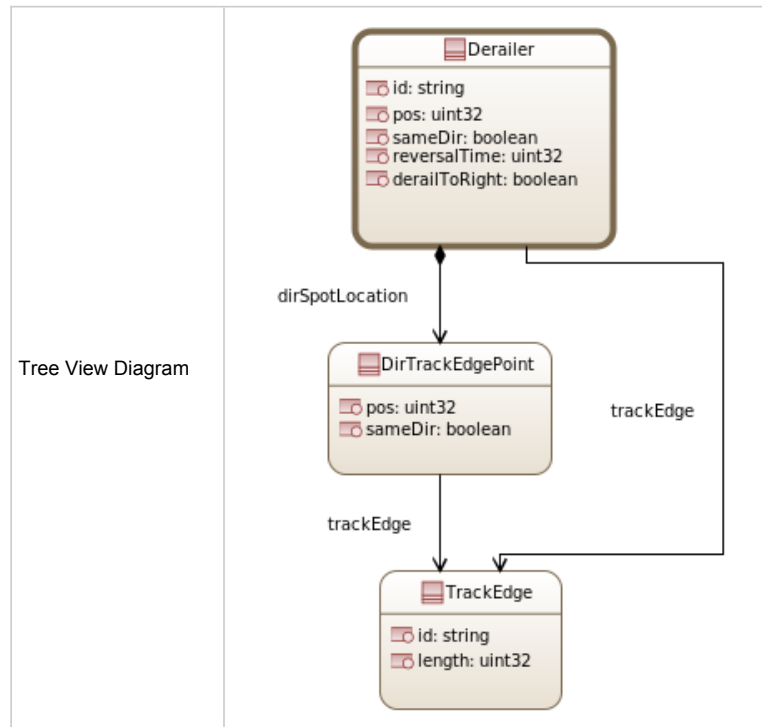 Derailer
id: string
pos: uint32
sameDir: boolean
reversalTime: uint32
derailToRight: boolean
dirSpotLocation
Tree View Diagram
DirTrackEdgePoint
pos: uint32
sameDir: boolean
trackEdge
trackEdge
TrackEdge
id: string
length: uint32